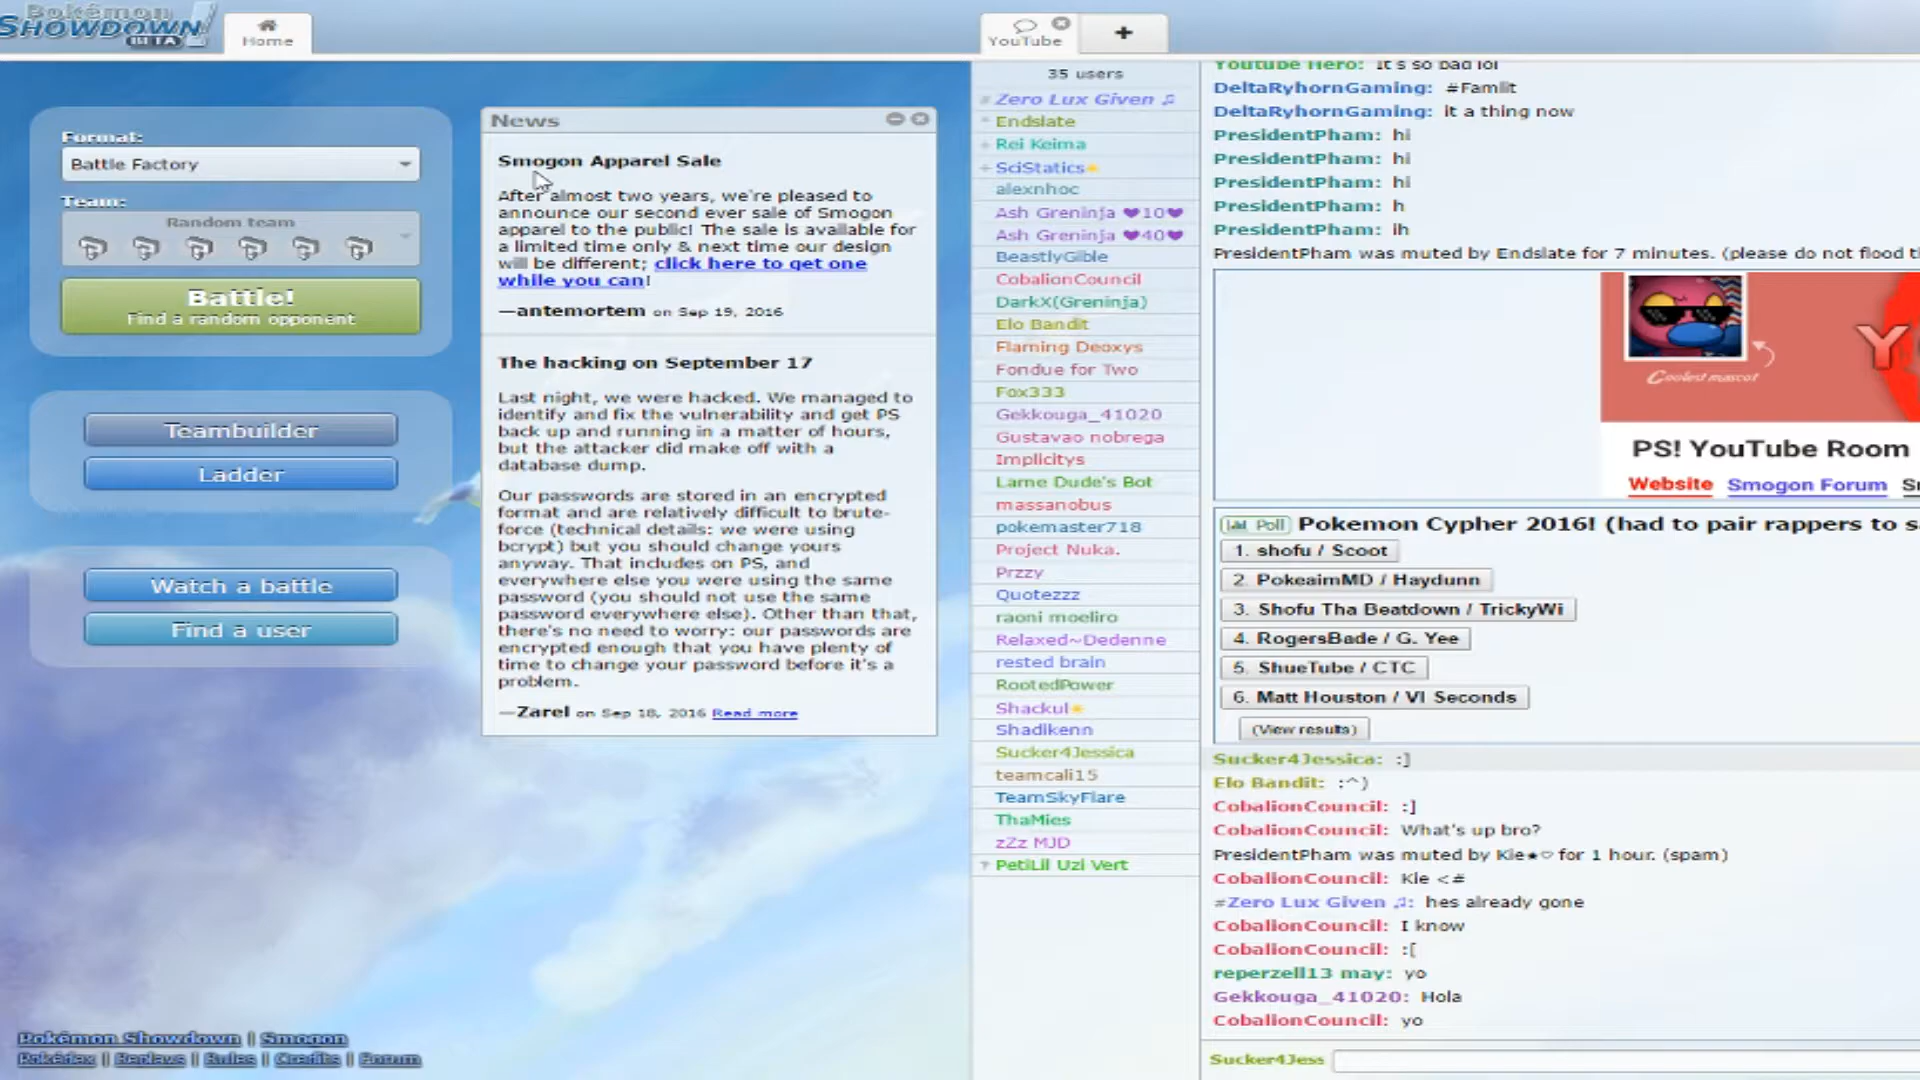 Pokémon
SHOWDOWN!
BETA
Home
YouTube
+
Format:
Battle Factory
Team:
Random team
Battle!
Find a random opponent
Teambuilder
Ladder
Watch a battle
Find a user
News
Smogon Apparel Sale
After almost two years, we're pleased to
announce our second ever sale of Smogon
apparel to the public! The sale is available for
a limited time only & next time our design
will be different; click here to get one
while you can!
—antemortem on Sep 19, 2016
The hacking on September 17
Last night, we were hacked. We managed to
identify and fix the vulnerability and get PS
back up and running in a matter of hours,
but the attacker did make off with a
database dump.
Our passwords are stored in an encrypted
format and are relatively difficult to brute-
force (technical details: we were using
bcrypt) but you should change yours
anyway. That includes on PS, and
everywhere else you were using the same
password (you should not use the same
password everywhere else). Other than that,
there's no need to worry: our passwords are
encrypted enough that you have plenty of
time to change your password before it's a
problem.
—Zarel on Sep 18, 2016 Read more
Pokémon Showdown | Smogon
Pokédex | Replays | Rules | Credits | Forum
35 users
#Zero Lux Given ♫
Endslate
Rei Keima
SciStatics
alexnhoc
Ash Greninja ❤10❤
Ash Greninja ❤40❤
BeastlyGible
CobalionCouncil
DarkX(Greninja)
Elo Bandit
Flaming Deoxys
Fondue for Two
Fox333
Gekkouga_41020
Gustavao nobrega
Implicitys
Lame Dude's Bot
massanobus
pokemaster718
Project Nuka.
Przzy
Quotezzz
raoni moeliro
Relaxed~Dedenne
rested brain
RootedPower
Shackul
Shadikenn
Sucker4Jessica
teamcali15
TeamSkyFlare
ThaMies
zZz MJD
PetiLil Uzi Vert
Youtube Hero: It's so bad lol
DeltaRyhornGaming: #Famlit
DeltaRyhornGaming: it a thing now
PresidentPham: hi
PresidentPham: hi
PresidentPham: hi
PresidentPham: h
PresidentPham: ih
PresidentPham was muted by Endslate for 7 minutes. (please do not flood t
Coolest mascot
Y
PS! YouTube Room
Website Smogon Forum
Poll Pokemon Cypher 2016! (had to pair rappers to s
1. shofu / Scoot
2. PokeaimMD / Haydunn
3. Shofu Tha Beatdown / TrickyWi
4. RogersBade / G. Yee
5. ShueTube / CTC
6. Matt Houston / VI Seconds
(View results)
Sucker4Jessica: :]
Elo Bandit: :^)
CobalionCouncil: :]
CobalionCouncil: What's up bro?
PresidentPham was muted by Kie★♡ for 1 hour. (spam)
CobalionCouncil: Kie <#
#Zero Lux Given ♫: hes already gone
CobalionCouncil: I know
CobalionCouncil: :[
reperzell13 may: yo
Gekkouga_41020: Hola
CobalionCouncil: yo
Sucker4Jess